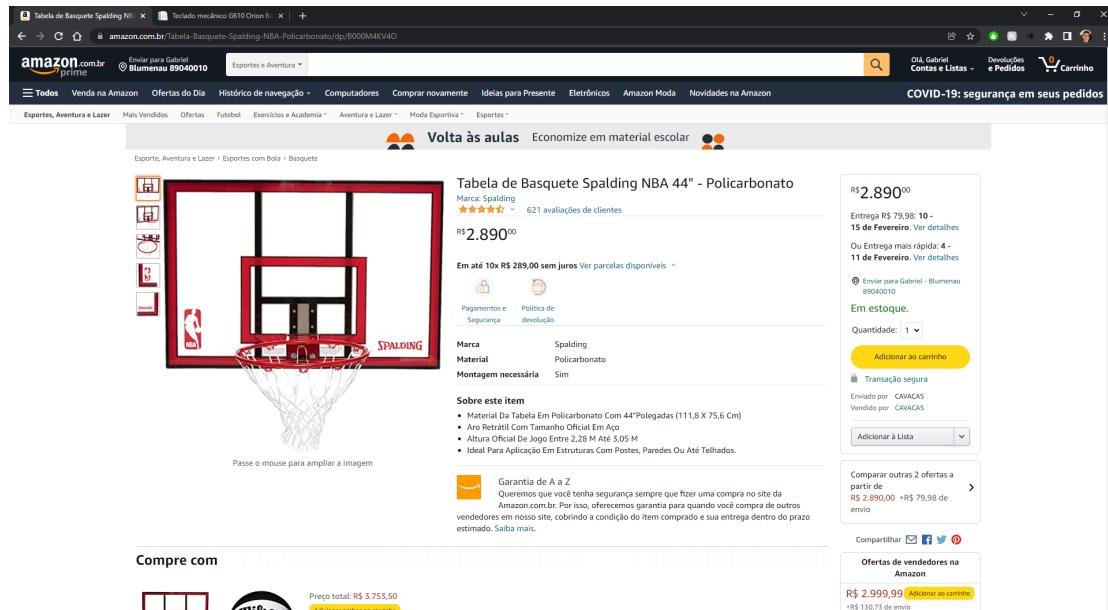 Tabela de Basquete Spalding NB
Teclado mecânico G610 Orion B
amazon.com.br/Tabela-Basquete-Spalding-NBA-Policarbonato/dp/B000M4KV4O
amazon.com.br
prime
Enviar para Gabriel
Blumenau 89040010
Esportes e Aventura
Olá, Gabriel
Contas e Listas
Devoluções
e Pedidos
0
Carrinho
Todos Venda na Amazon Ofertas do Dia Histórico de navegação Computadores Comprar novamente Ideias para Presente Eletrônicos Amazon Moda Novidades na Amazon COVID-19: segurança em seus pedidos
Esportes, Aventura e Lazer Mais Vendidos Ofertas Futebol Exercícios e Academia Aventura e Lazer Moda Esportiva Esportes
Volta às aulas Economize em material escolar
Esporte, Aventura e Lazer › Esportes com Bola › Basquete
NBA
SPALDING
Passe o mouse para ampliar a imagem
Tabela de Basquete Spalding NBA 44" - Policarbonato
Marca: Spalding
621 avaliações de clientes
R$2.89000
Em até 10x R$ 289,00 sem juros Ver parcelas disponíveis
Pagamentos e
Segurança
Política de
devolução
Marca Spalding
Material Policarbonato
Montagem necessária Sim
Sobre este item
• Material Da Tabela Em Policarbonato Com 44"Polegadas (111,8 X 75,6 Cm)
• Aro Retrátil Com Tamanho Oficial Em Aço
• Altura Oficial De Jogo Entre 2,28 M Até 3,05 M
• Ideal Para Aplicação Em Estruturas Com Postes, Paredes Ou Até Telhados.
Garantia de A a Z
Queremos que você tenha segurança sempre que fizer uma compra no site da
Amazon.com.br. Por isso, oferecemos garantia para quando você compra de outros
vendedores em nosso site, cobrindo a condição do item comprado e sua entrega dentro do prazo
estimado. Saiba mais.
R$2.89000
Entrega R$ 79,98: 10 -
15 de Fevereiro. Ver detalhes
Ou Entrega mais rápida: 4 -
11 de Fevereiro. Ver detalhes
Enviar para Gabriel - Blumenau
89040010
Em estoque.
Quantidade: 1
Adicionar ao carrinho
Transação segura
Enviado por CAVACAS
Vendido por CAVACAS
Adicionar à Lista
Comparar outras 2 ofertas a
partir de
R$ 2.890,00 +R$ 79,98 de
envio
Compartilhar
Ofertas de vendedores na
Amazon
R$ 2.999,99 Adicionar ao carrinho
+R$ 130,73 de envio
Compre com
Preço total: R$ 3.753,50